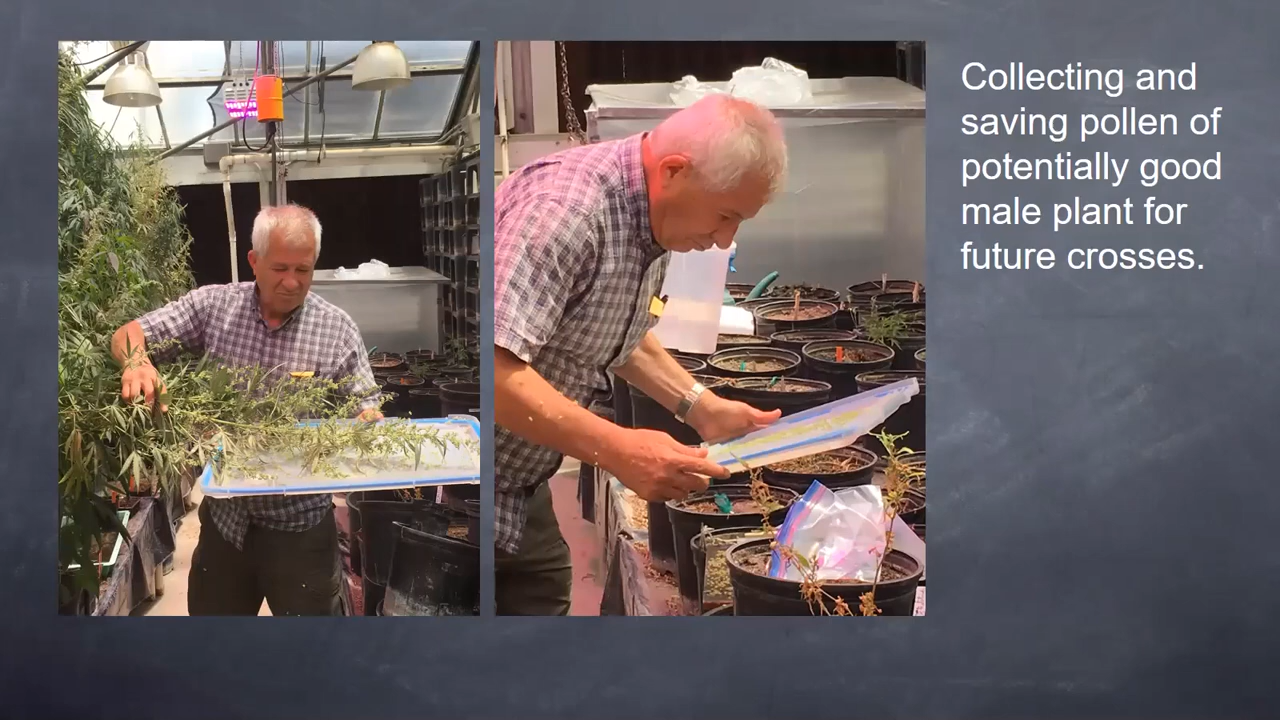 Collecting and
saving pollen of
potentially good
male plant for
future crosses.